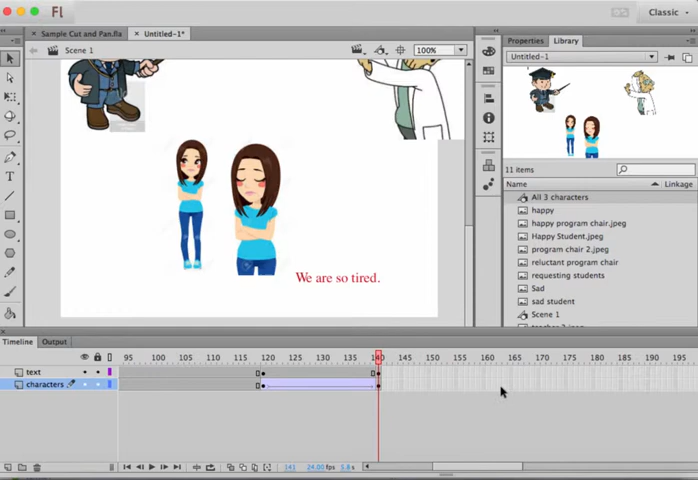 Fl
Classic
Sample Cut and Pan.fla
Untitled-1*
Scene 1
100%
We are so tired.
Properties
Library
Untitled-1
11 items
Name
Linkage
All 3 characters
happy
happy program chair.jpeg
Happy Student.jpeg
program chair 2.jpeg
reluctant program chair
requesting students
Sad
sad student
Scene 1
Timeline
Output
95 100 105 110 115 120 125 130 135 140 145 150 155 160 165 170 175 180 185 190 195
text
characters
141 24.00 fps 5.8 s